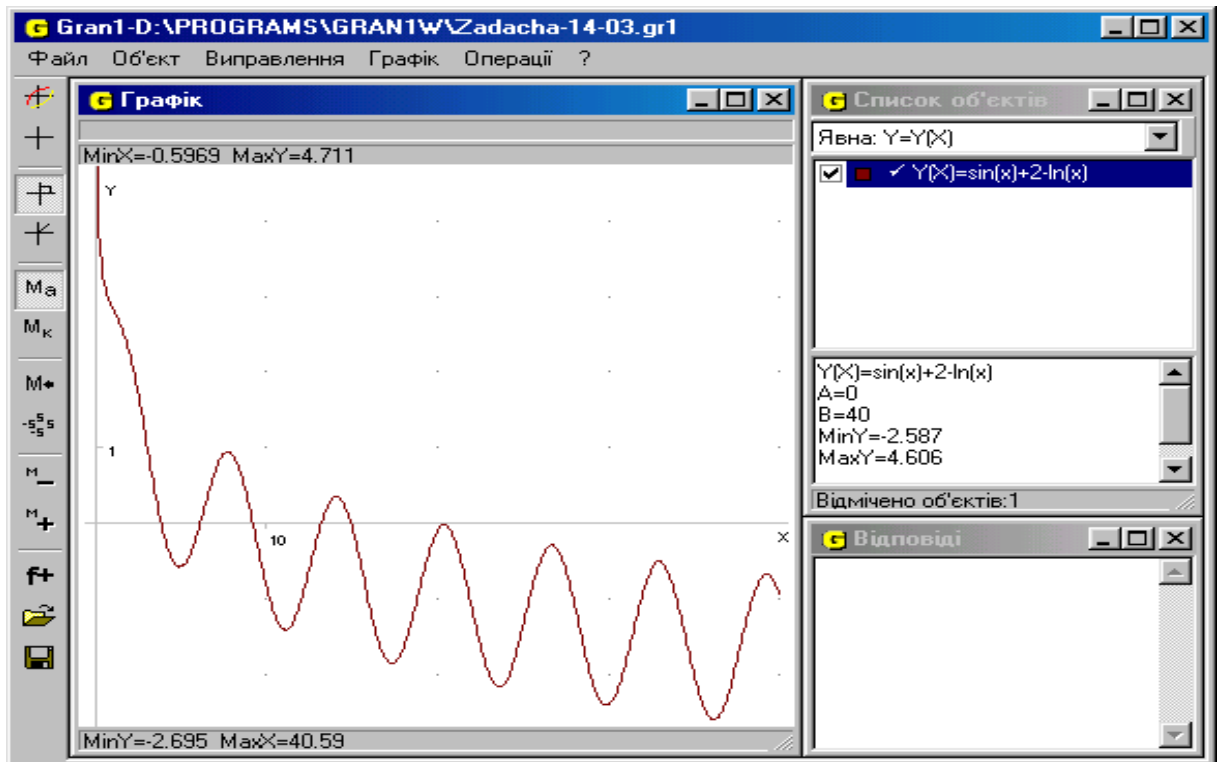 Gran1-D:\PROGRAMS\GRAN1W\Zadacha-14-03.gr1
Файл Об'єкт Виправлення Графік Операції ?
Графік
MinX=-0.5969 MaxY=4.711
Y
1
10
X
MinY=-2.695 MaxX=40.59
Ma
Mк
M
-s s s s
M
M+
f+
Список об'єктів
Явна: Y=Y(X)
Y(X)=sin(x)+2-ln(x)
Y(X)=sin(x)+2-ln(x)
A=0
B=40
MinY=-2.587
MaxY=4.606
Відмічено об'єктів:1
Відповіді